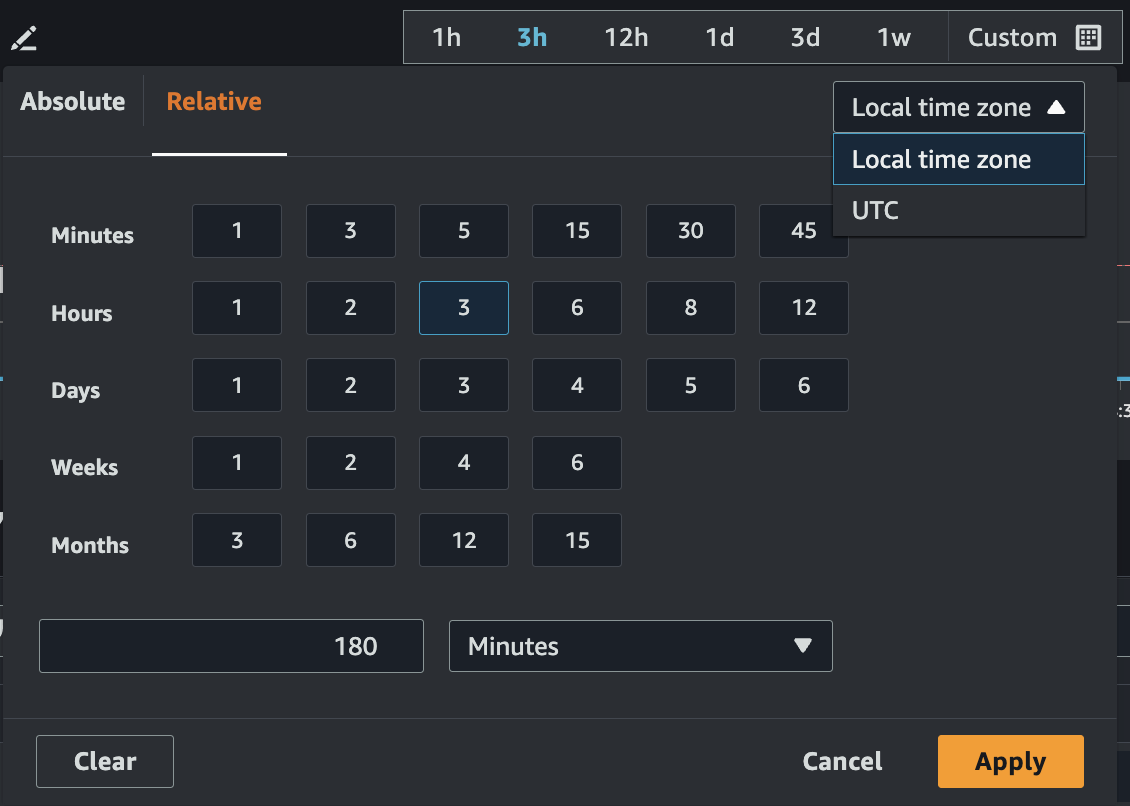 1h 3h 12h 1d 3d 1w Custom
Absolute Relative Local time zone
Local time zone
UTC
Minutes 1 3 5 15 30 45
Hours 1 2 3 6 8 12
Days 1 2 3 4 5 6
:3
Weeks 1 2 4 6
Months 3 6 12 15
180 Minutes
Clear Cancel Apply